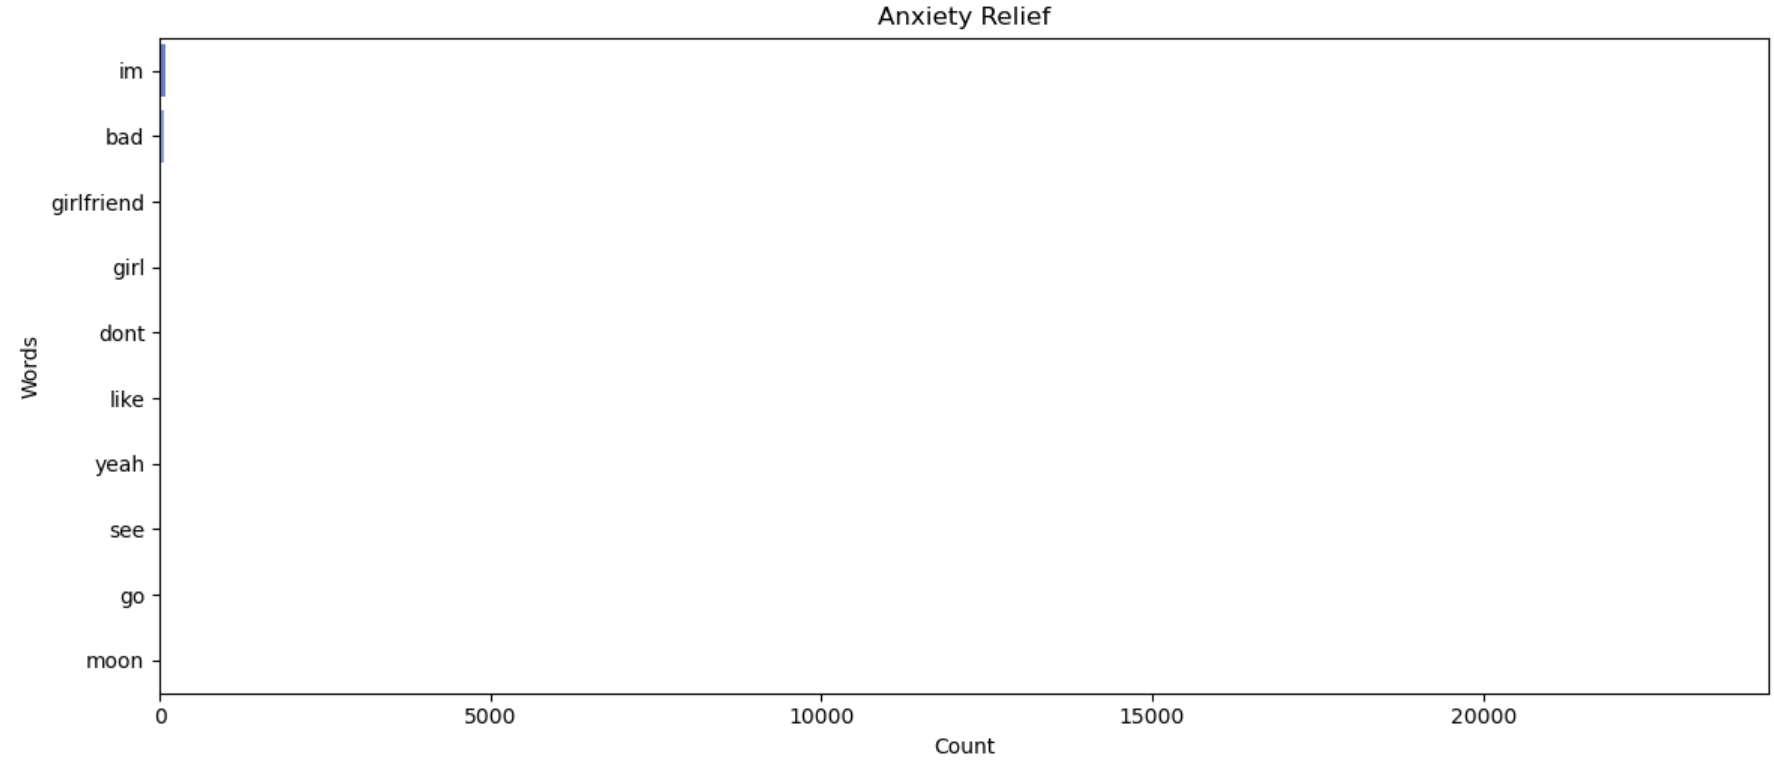 Anxiety Relief
Words
im
bad
girlfriend
girl
dont
like
yeah
see
go
moon
0 5000 10000 15000 20000
Count